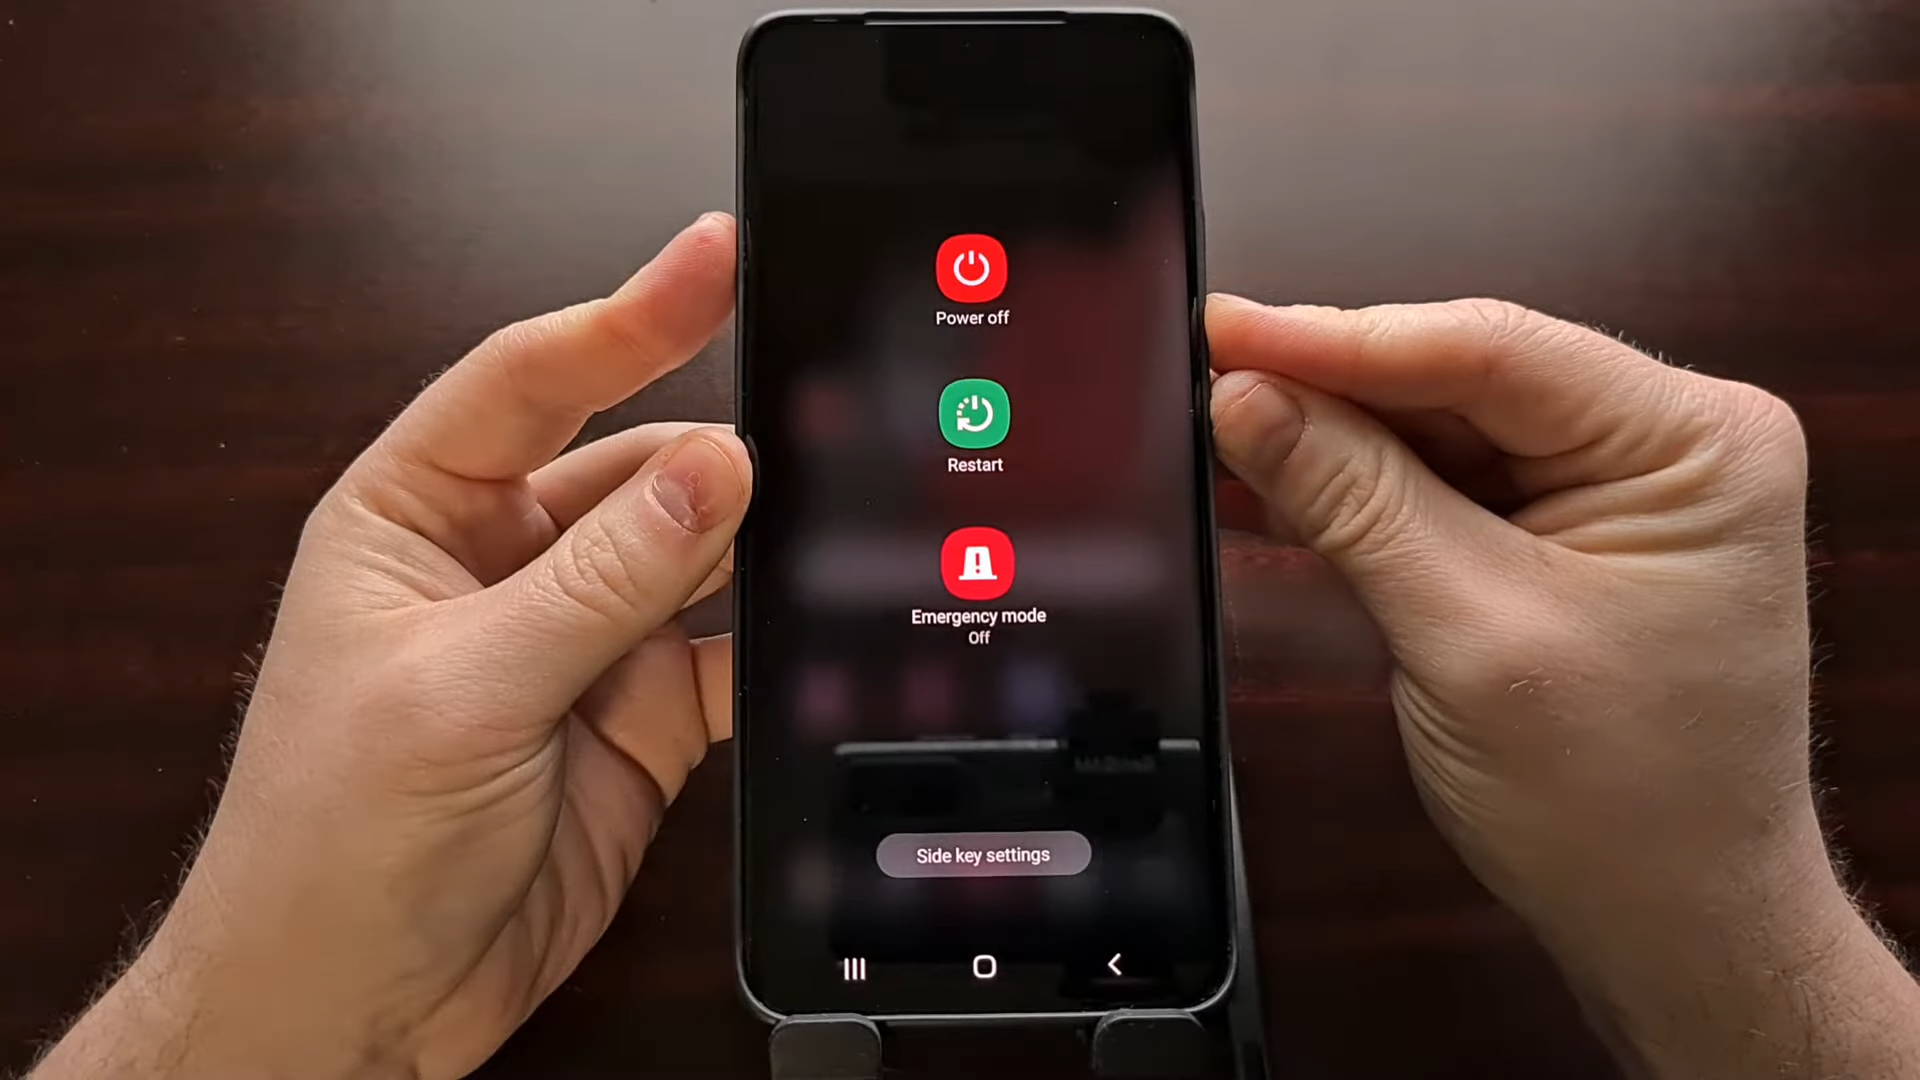 Power off
Restart
Emergency mode
Off
Side key settings